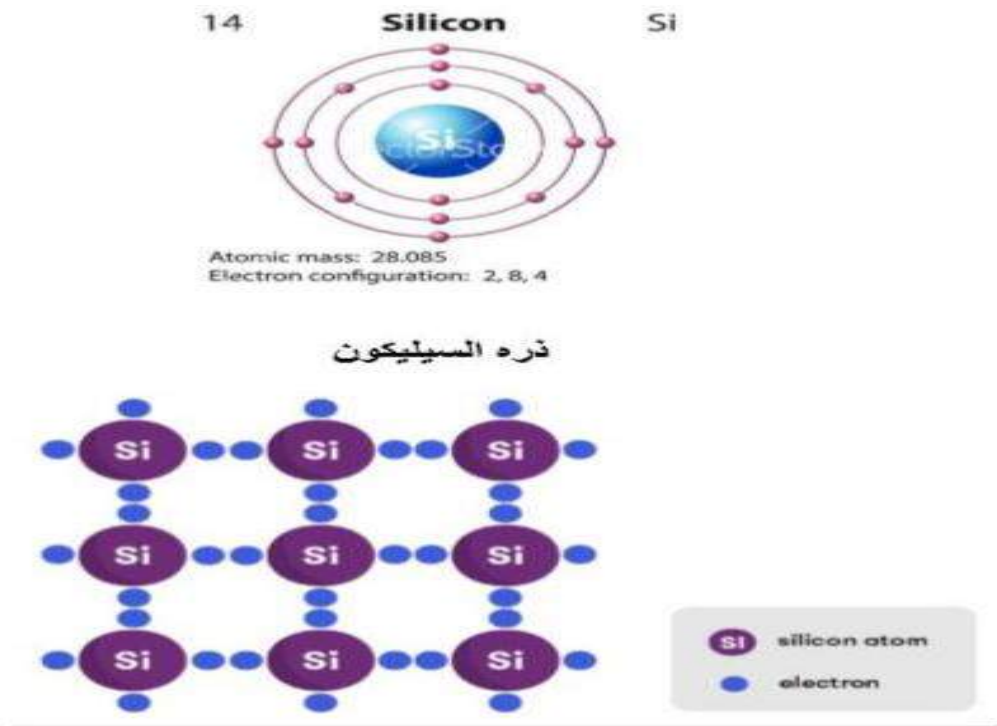 14 Silicon Si
Si
Atomic mass: 28.085
Electron configuration: 2, 8, 4
ذره السيليكون
Si Si Si
Si Si Si
Si Si Si
Si silicon atom
electron